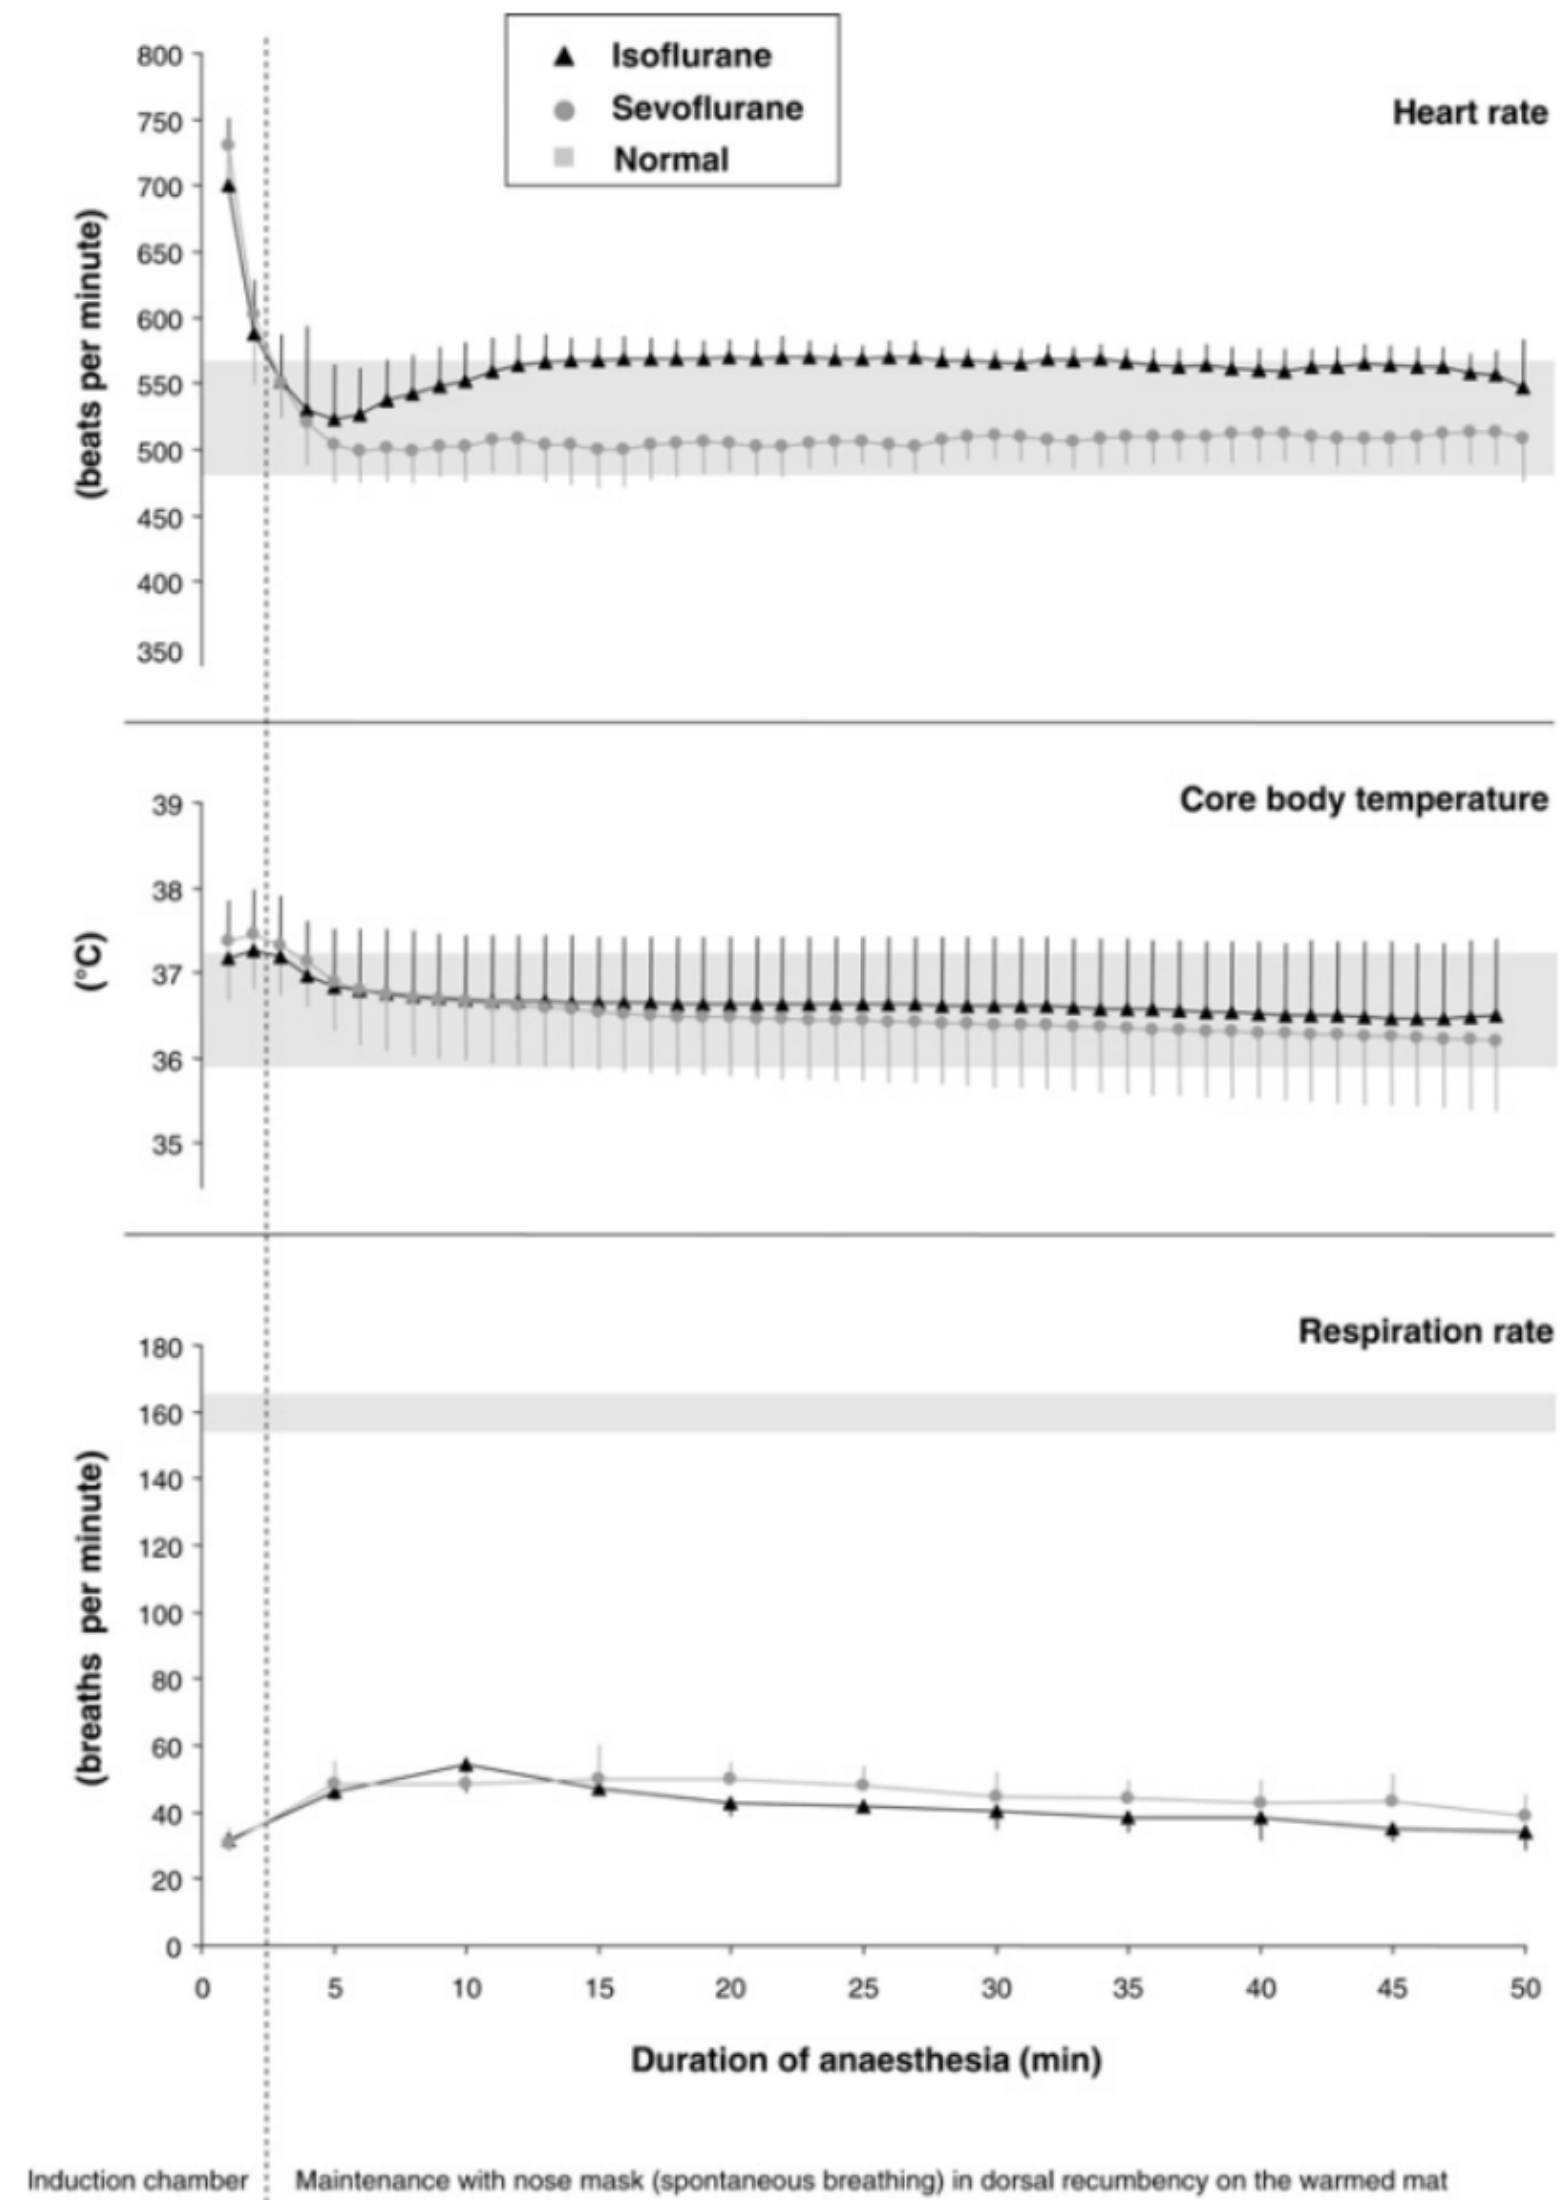 Isoflurane
Sevoflurane
Normal
Heart rate
(beats per minute)
800
750
700
650
600
550
500
450
400
350
Core body temperature
(°C)
39
38
37
36
35
Respiration rate
(breaths per minute)
180
160
140
120
100
80
60
40
20
0
0 5 10 15 20 25 30 35 40 45 50
Duration of anaesthesia (min)
Induction chamber Maintenance with nose mask (spontaneous breathing) in dorsal recumbency on the warmed mat